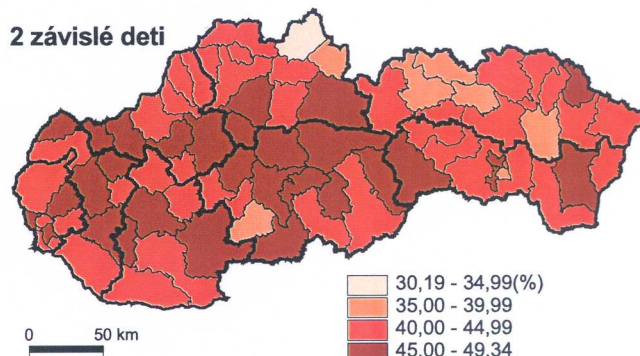 2 závislé deti
30,19 - 34,99(%)
35,00 - 39,99
40,00 - 44,99
45,00 - 49,34
0 50 km